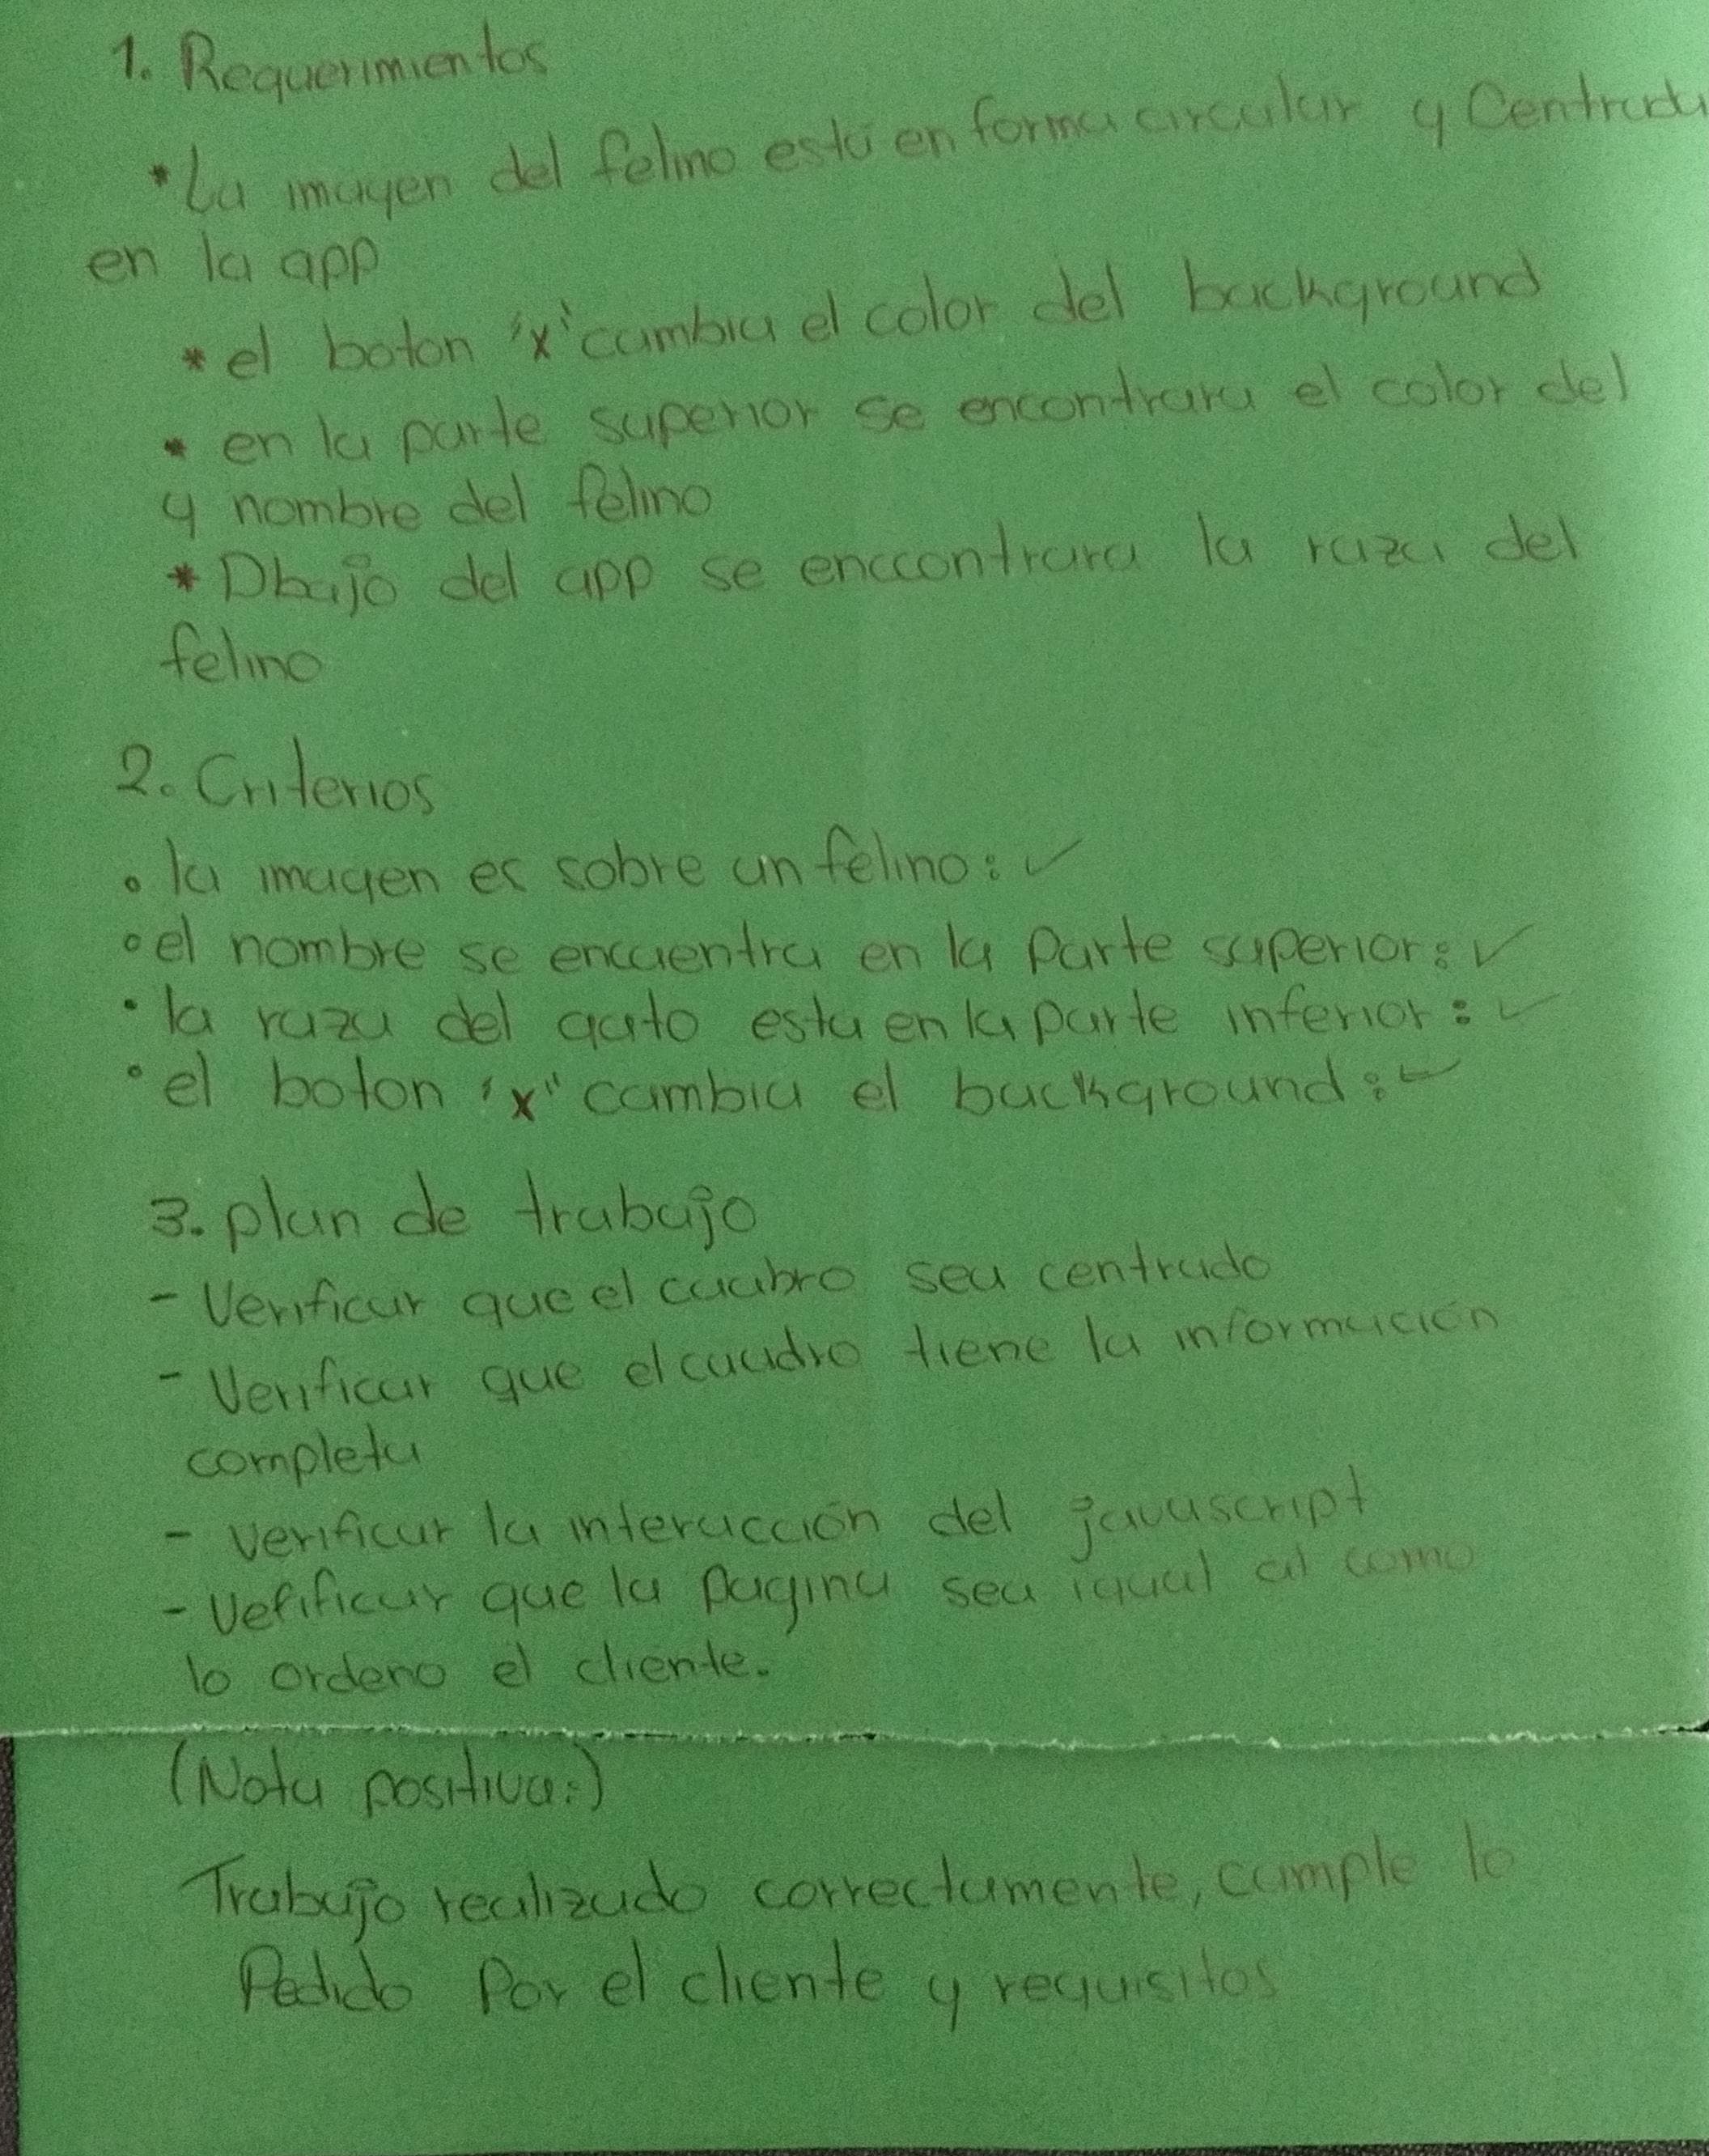 1. Requerimientos
* La imagen del felino está en forma circular y Centrada
en la app
* el boton "x" cambia el color del background
* en la parte superior se encontrara el color del
y nombre del felino
* Dbajo del app se enccontrara la raza del
felino
2. Criterios
• la imagen es sobre un felino: ✓
• el nombre se encuentra en la Parte superior: ✓
• la raza del gato esta en la parte inferior: ✓
• el boton "x" cambia el background: ✓
3. plan de trabajo
- Verificar que el cuabro sea centrado
- Verificar que el cuadro tiene la información
completa
- verificar la interacción del javascript
- Verificar que la pagina sea igual al como
lo ordeno el cliente.
(Nota positiva:)
Trabajo realizado correctamente, cumple lo
Pedido Por el cliente y requisitos